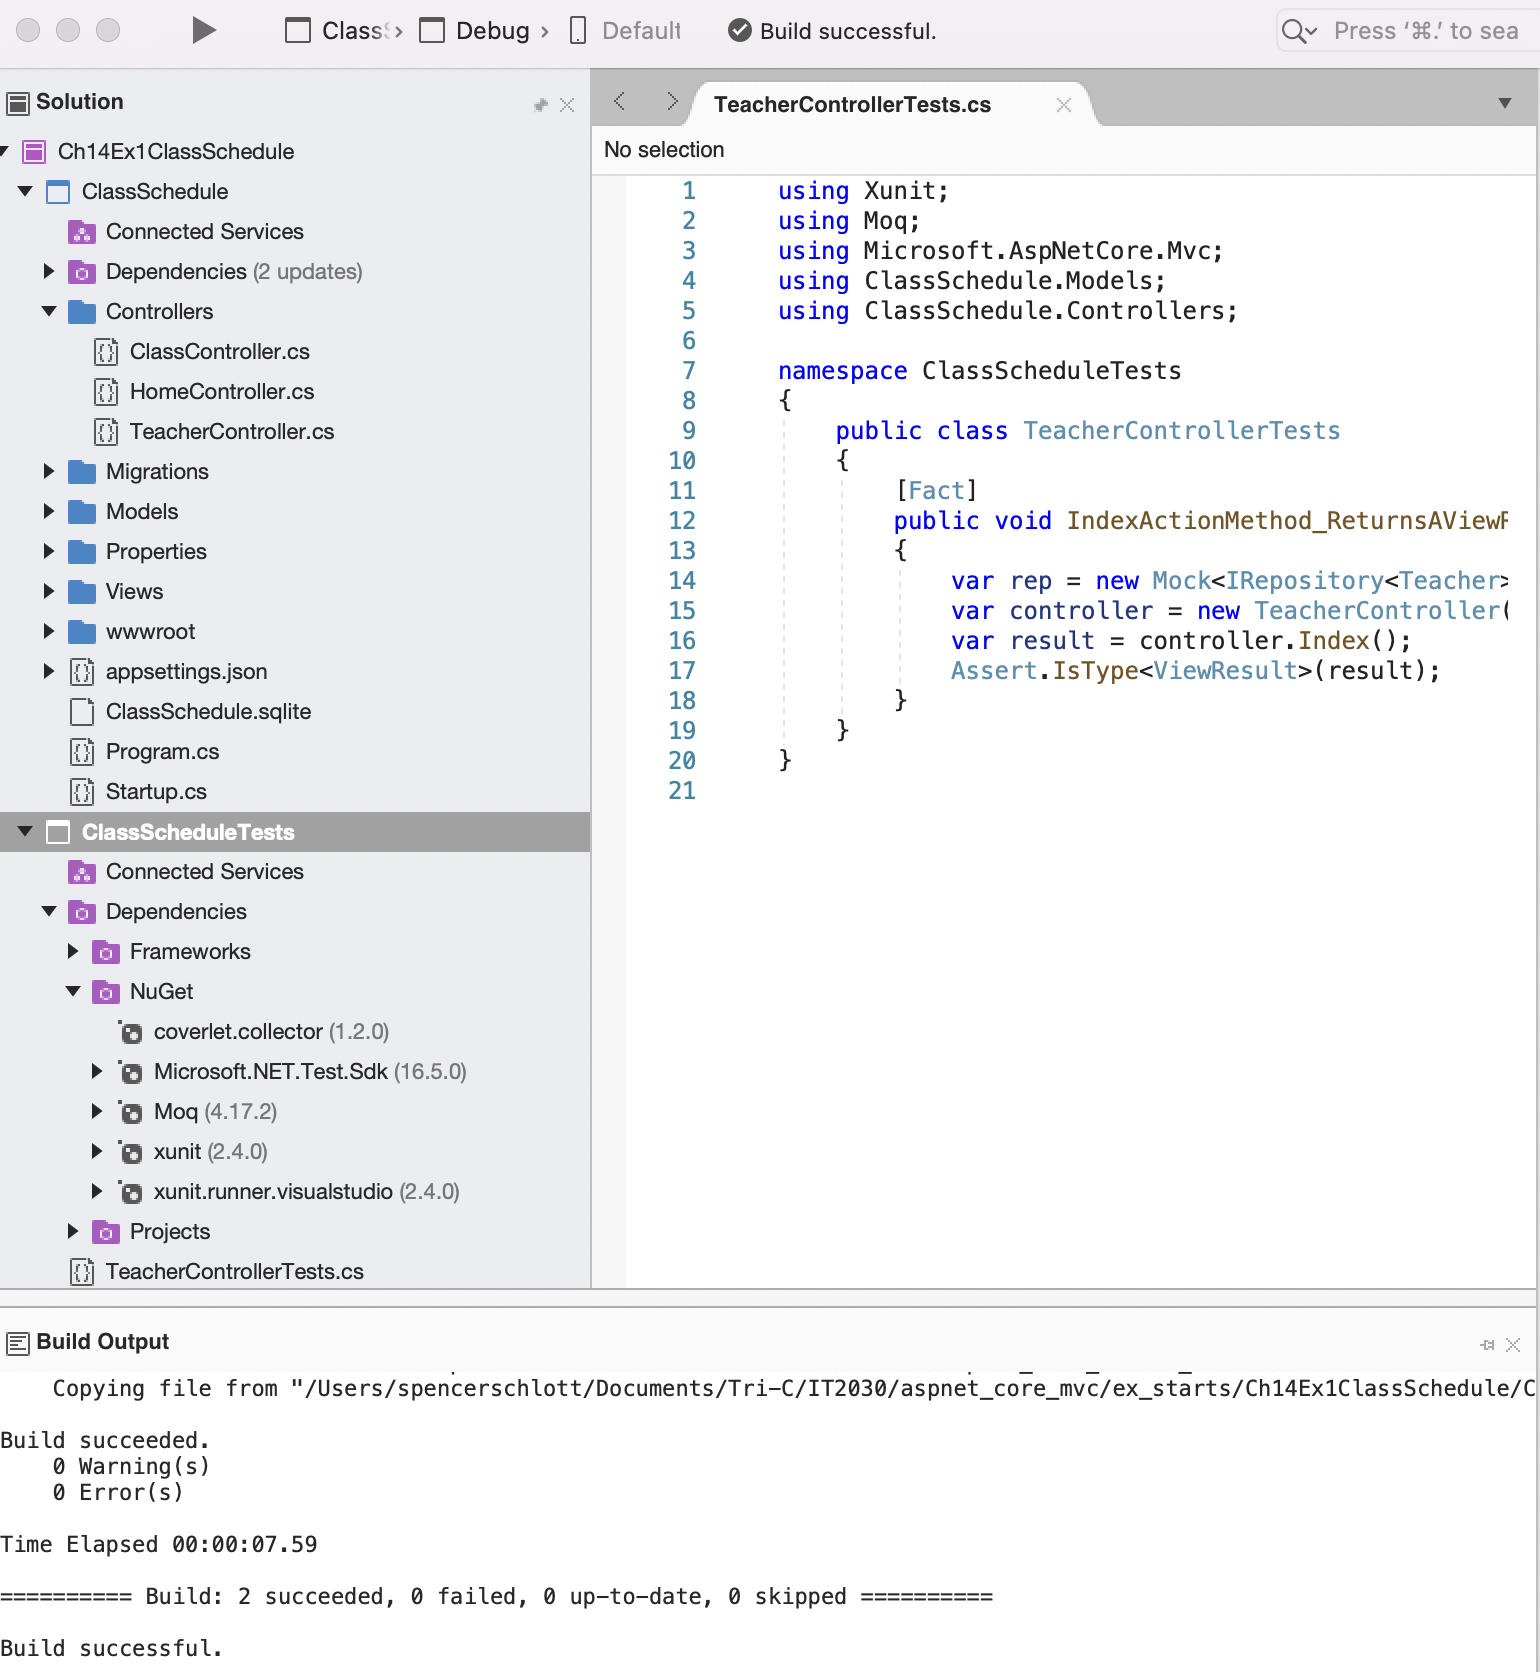 Class
Debug
Default
Build successful.
Press ‘⌘.’ to sea
Solution
Ch14Ex1ClassSchedule
ClassSchedule
Connected Services
Dependencies (2 updates)
Controllers
ClassController.cs
HomeController.cs
TeacherController.cs
Migrations
Models
Properties
Views
wwwroot
appsettings.json
ClassSchedule.sqlite
Program.cs
Startup.cs
ClassScheduleTests
Connected Services
Dependencies
Frameworks
NuGet
coverlet.collector (1.2.0)
Microsoft.NET.Test.Sdk (16.5.0)
Moq (4.17.2)
xunit (2.4.0)
xunit.runner.visualstudio (2.4.0)
Projects
TeacherControllerTests.cs
TeacherControllerTests.cs
No selection
1 using Xunit;
2 using Moq;
3 using Microsoft.AspNetCore.Mvc;
4 using ClassSchedule.Models;
5 using ClassSchedule.Controllers;
6
7 namespace ClassScheduleTests
8 {
9 public class TeacherControllerTests
10 {
11 [Fact]
12 public void IndexActionMethod_ReturnsAViewR
13 {
14 var rep = new Mock<IRepository<Teacher>
15 var controller = new TeacherController(
16 var result = controller.Index();
17 Assert.IsType<ViewResult>(result);
18 }
19 }
20 }
21
Build Output
Copying file from "/Users/spencerschlott/Documents/Tri-C/IT2030/aspnet_core_mvc/ex_starts/Ch14Ex1ClassSchedule/C
Build succeeded.
0 Warning(s)
0 Error(s)
Time Elapsed 00:00:07.59
========== Build: 2 succeeded, 0 failed, 0 up-to-date, 0 skipped ==========
Build successful.